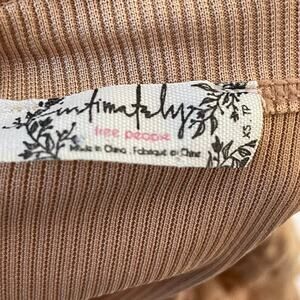 intimately
free people
Made in China . Fabriqué en Chine
XS TP